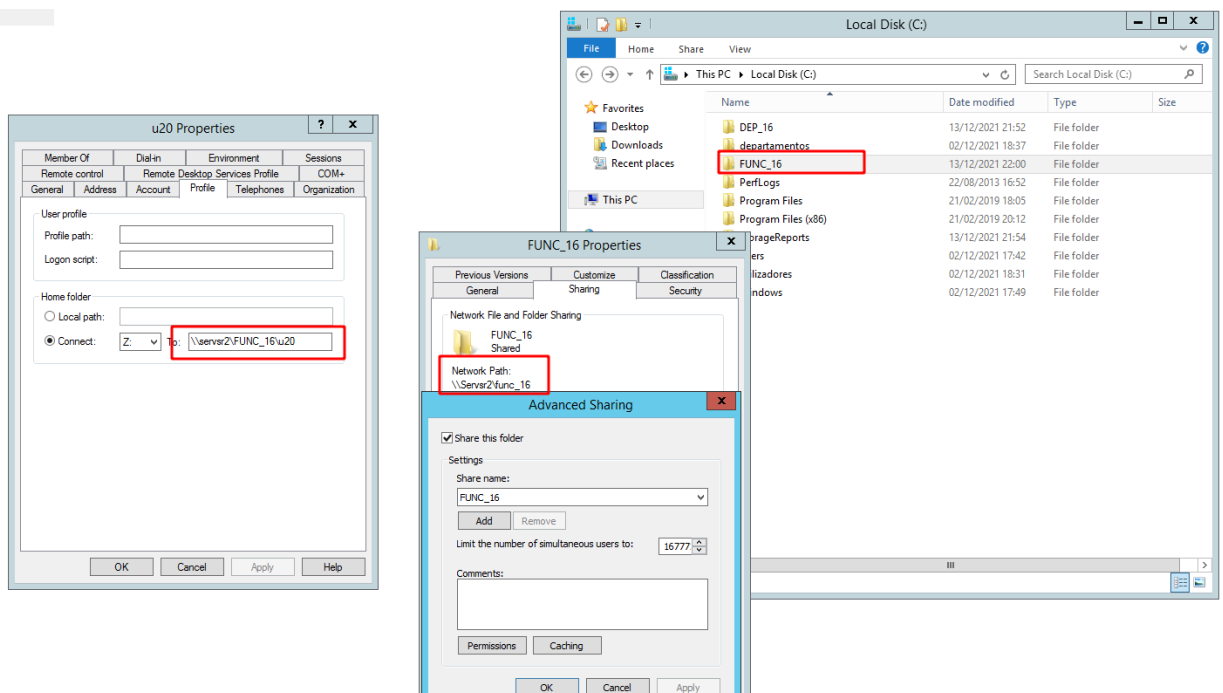 u20 Properties
? x
Member Of Dial-in Environment Sessions
Remote control Remote Desktop Services Profile COM+
General Address Account Profile Telephones Organization
User profile
Profile path:
Logon script:
Home folder
Local path:
Connect: Z: To: \\servsr2\FUNC_16\u20
OK Cancel Apply Help
Local Disk (C:)
File Home Share View
This PC Local Disk (C:) Search Local Disk (C:)
Favorites
Desktop
Downloads
Recent places
This PC
Name Date modified Type Size
DEP_16 13/12/2021 21:52 File folder
departamentos 02/12/2021 18:37 File folder
FUNC_16 13/12/2021 22:00 File folder
PerfLogs 22/08/2013 16:52 File folder
Program Files 21/02/2019 18:05 File folder
Program Files (x86) 21/02/2019 20:12 File folder
orageReports 13/12/2021 21:54 File folder
ers 02/12/2021 17:42 File folder
lizadores 02/12/2021 18:31 File folder
ndows 02/12/2021 17:49 File folder
FUNC_16 Properties
x
Previous Versions Customize Classification
General Sharing Security
Network File and Folder Sharing
FUNC_16
Shared
Network Path:
\\Servsr2\func_16
Advanced Sharing
x
Share this folder
Settings
Share name:
FUNC_16
Add Remove
Limit the number of simultaneous users to: 16777
Comments:
Permissions Caching
OK Cancel Apply